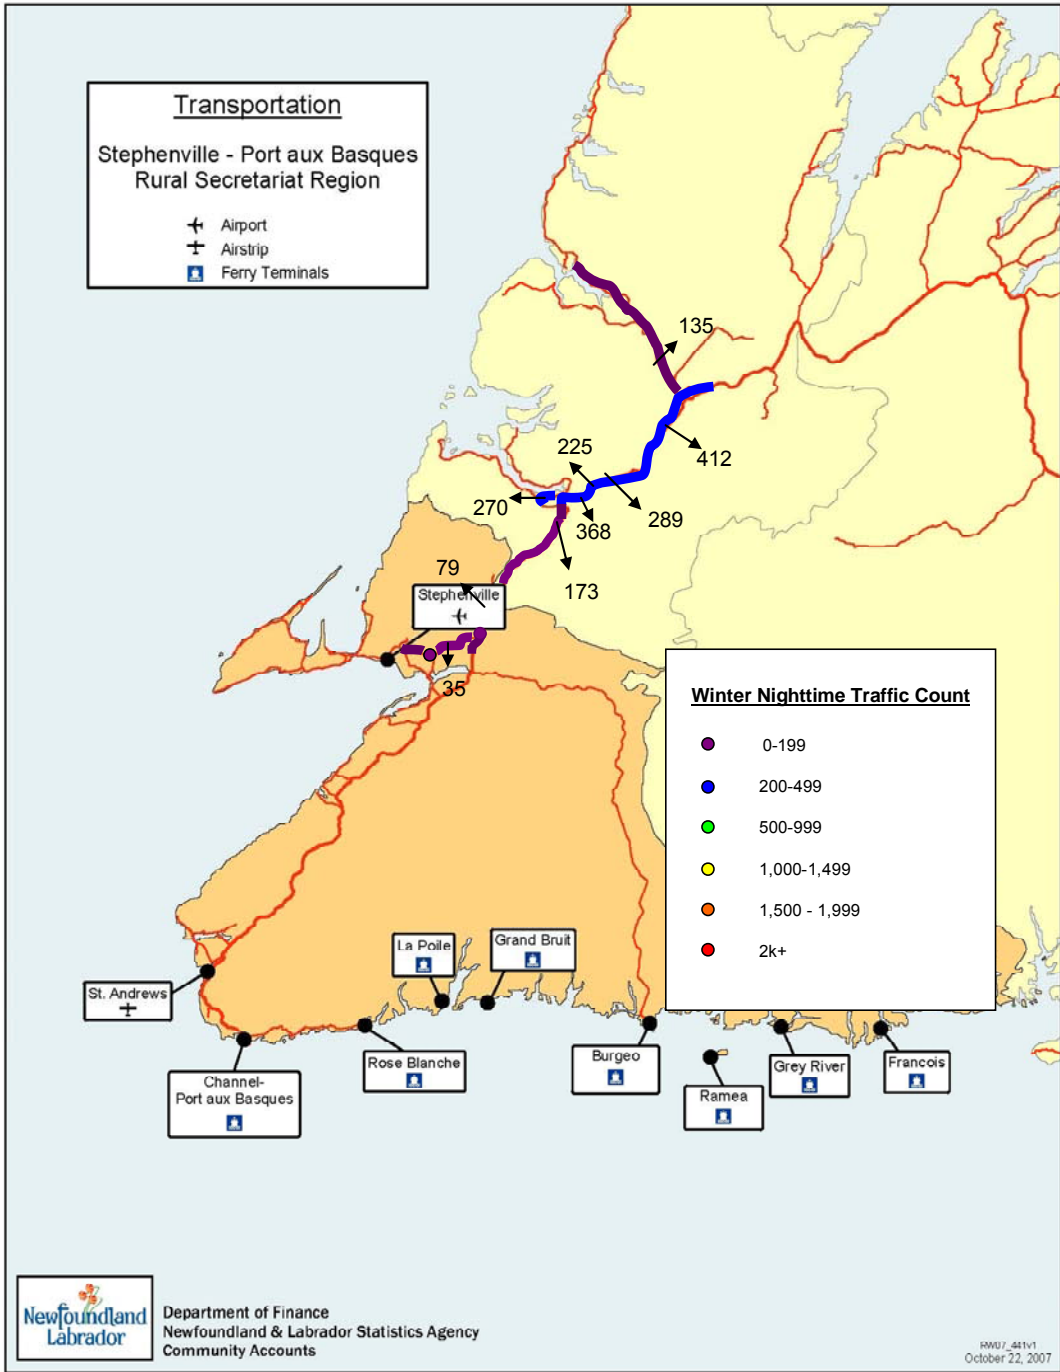 Transportation
Stephenville - Port aux Basques
Rural Secretariat Region
Airport
Airstrip
Ferry Terminals
135
412
225
289
270
368
173
79
Stephenville
35
Winter Nighttime Traffic Count
0-199
200-499
500-999
1,000-1,499
1,500 - 1,999
2k+
La Poile
Grand Bruit
St. Andrews
Channel-
Port aux Basques
Rose Blanche
Burgeo
Ramea
Grey River
Francois
Newfoundland
Labrador
Department of Finance
Newfoundland & Labrador Statistics Agency
Community Accounts
RW07_441v1
October 22, 2007